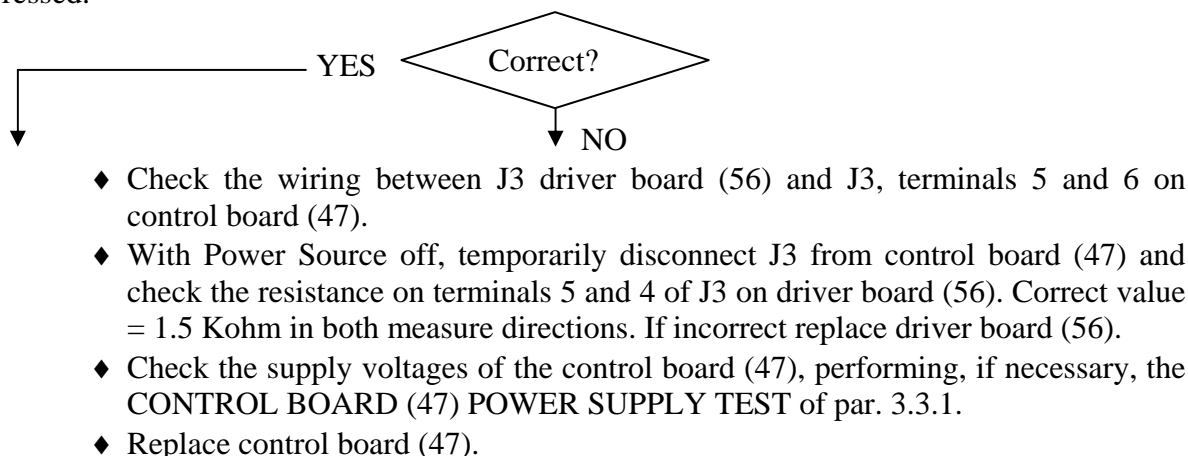 YES Correct?
NO
♦ Check the wiring between J3 driver board (56) and J3, terminals 5 and 6 on
control board (47).
♦ With Power Source off, temporarily disconnect J3 from control board (47) and
check the resistance on terminals 5 and 4 of J3 on driver board (56). Correct value
= 1.5 Kohm in both measure directions. If incorrect replace driver board (56).
♦ Check the supply voltages of the control board (47), performing, if necessary, the
CONTROL BOARD (47) POWER SUPPLY TEST of par. 3.3.1.
♦ Replace control board (47).